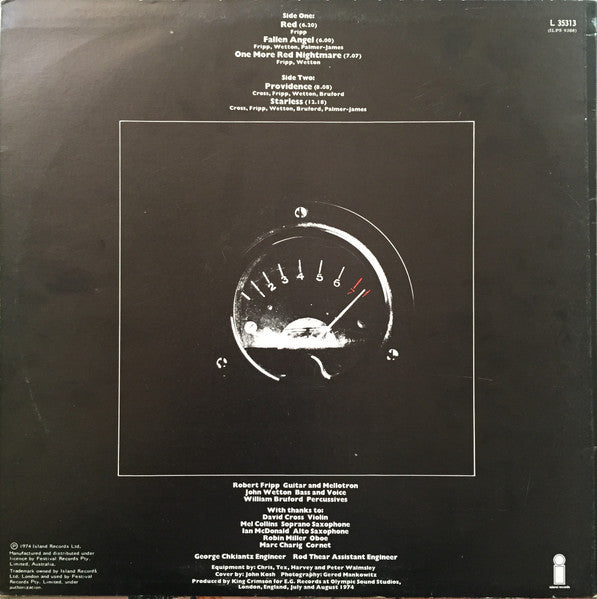 Side One:
Red (6.20)
Fripp
Fallen Angel (6.00)
Fripp, Wetton, Palmer-James
One More Red Nightmare (7.07)
Fripp, Wetton
Side Two:
Providence (8.08)
Cross, Fripp, Wetton, Bruford
Starless (12.18)
Cross, Fripp, Wetton, Bruford, Palmer-James
L 35313
(ILPS 9308)
2 3 4 5 6
Robert Fripp Guitar and Mellotron
John Wetton Bass and Voice
William Bruford Percussives
With thanks to:
David Cross Violin
Mel Collins Soprano Saxophone
Ian McDonald Alto Saxophone
Robin Miller Oboe
Marc Charig Cornet
George Chkiantz Engineer Rod Thear Assistant Engineer
Equipment by: Chris, Tex, Harvey and Peter Walmsley
Cover by: John Kosh Photography: Gered Mankowitz
Produced by King Crimson for E.G. Records at Olympic Sound Studios,
London, England, July and August 1974
℗ 1974 Island Records Ltd.
Manufactured and distributed under
licence by Festival Records Pty.
Limited, Australia.
Trademark owned by Island Records
Ltd, London and used by Festival
Records Pty. Limited, under
authorization.
i
island records